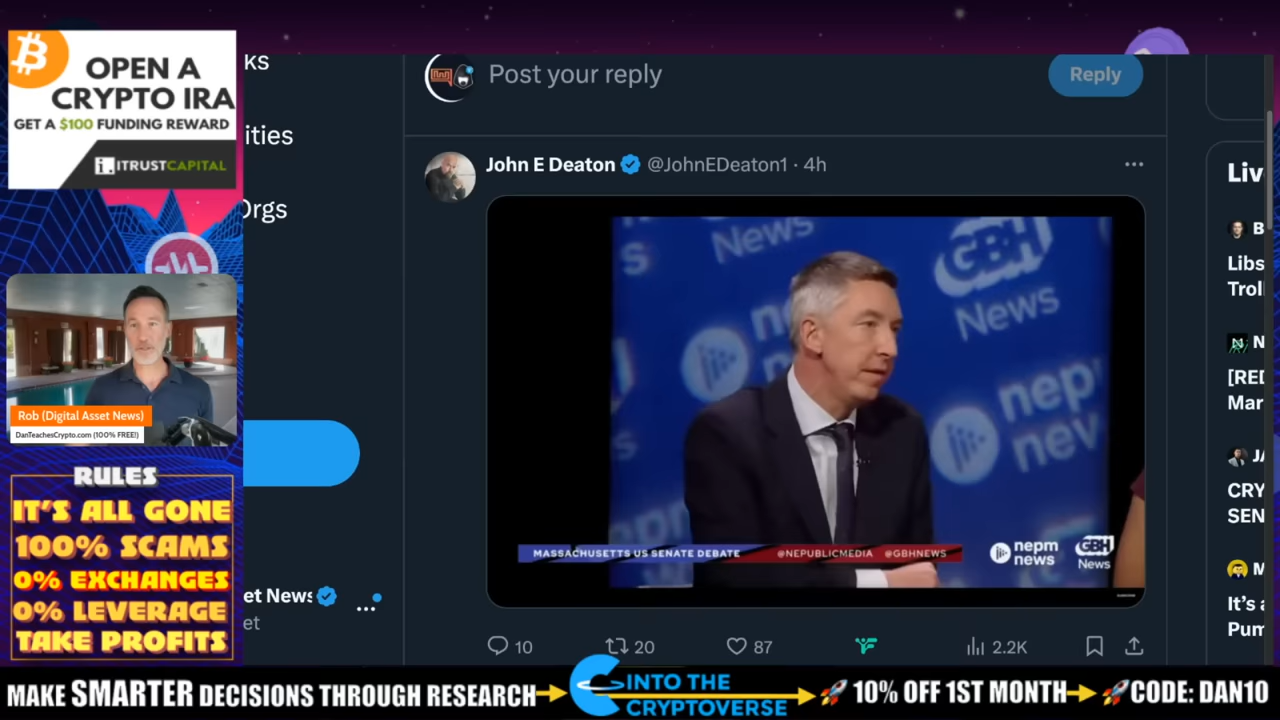 OPEN A
CRYPTO IRA
GET A $100 FUNDING REWARD
ITRUSTCAPITAL
ks
ities
Orgs
Rob (Digital Asset News)
DanTeachesCrypto.com (100% FREE!)
RULES
IT'S ALL GONE
100% SCAMS
0% EXCHANGES
0% LEVERAGE
TAKE PROFITS
et News
et
Post your reply
Reply
John E Deaton @JohnEDeaton1 · 4h
News
GBH
News
nepm
MASSACHUSETTS US SENATE DEBATE @NEPUBLICMEDIA @GBHNEWS
nepm
news
GBH
News
10 20 87 2.2K
Liv
B
Libs
Troll
N
[RED
Mar
JA
CRY
SEN
M
It's a
Pum
MAKE SMARTER DECISIONS THROUGH RESEARCH
INTO THE
CRYPTOVERSE
10% OFF 1ST MONTH
CODE: DAN10